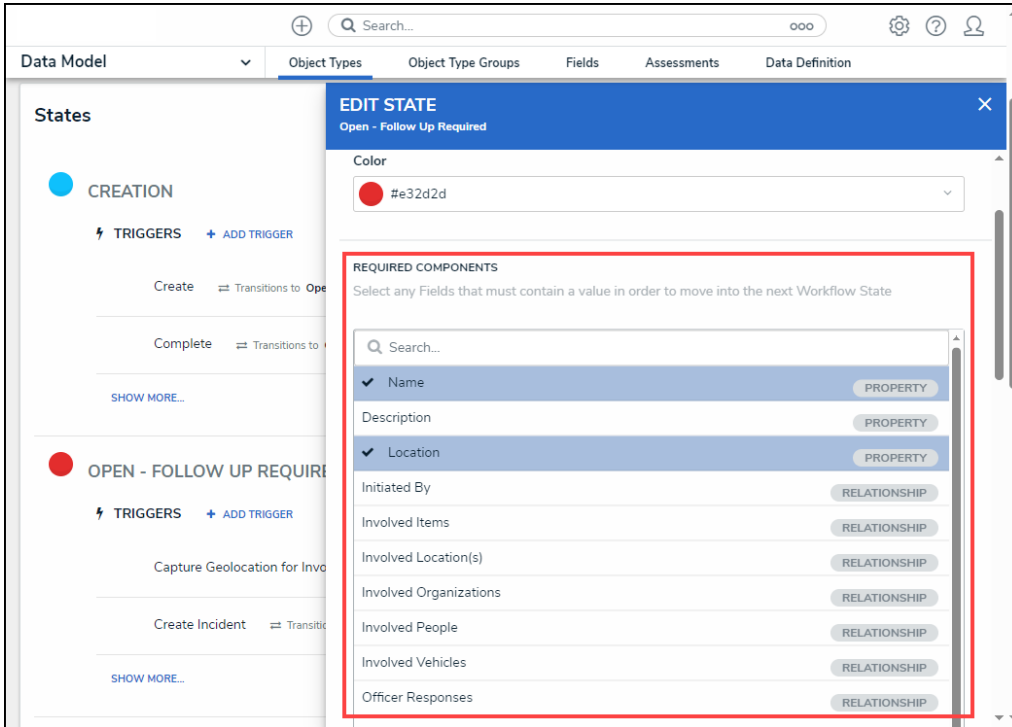 Search...
ooo
Data Model
Object Types
Object Type Groups
Fields
Assessments
Data Definition
States
CREATION
TRIGGERS
+ ADD TRIGGER
Create
Transitions to Ope
Complete
Transitions to
SHOW MORE...
OPEN - FOLLOW UP REQUIRE
TRIGGERS
+ ADD TRIGGER
Capture Geolocation for Invo
Create Incident
Transitio
SHOW MORE...
EDIT STATE
Open - Follow Up Required
Color
#e32d2d
REQUIRED COMPONENTS
Select any Fields that must contain a value in order to move into the next Workflow State
Search...
Name PROPERTY
Description PROPERTY
Location PROPERTY
Initiated By RELATIONSHIP
Involved Items RELATIONSHIP
Involved Location(s) RELATIONSHIP
Involved Organizations RELATIONSHIP
Involved People RELATIONSHIP
Involved Vehicles RELATIONSHIP
Officer Responses RELATIONSHIP